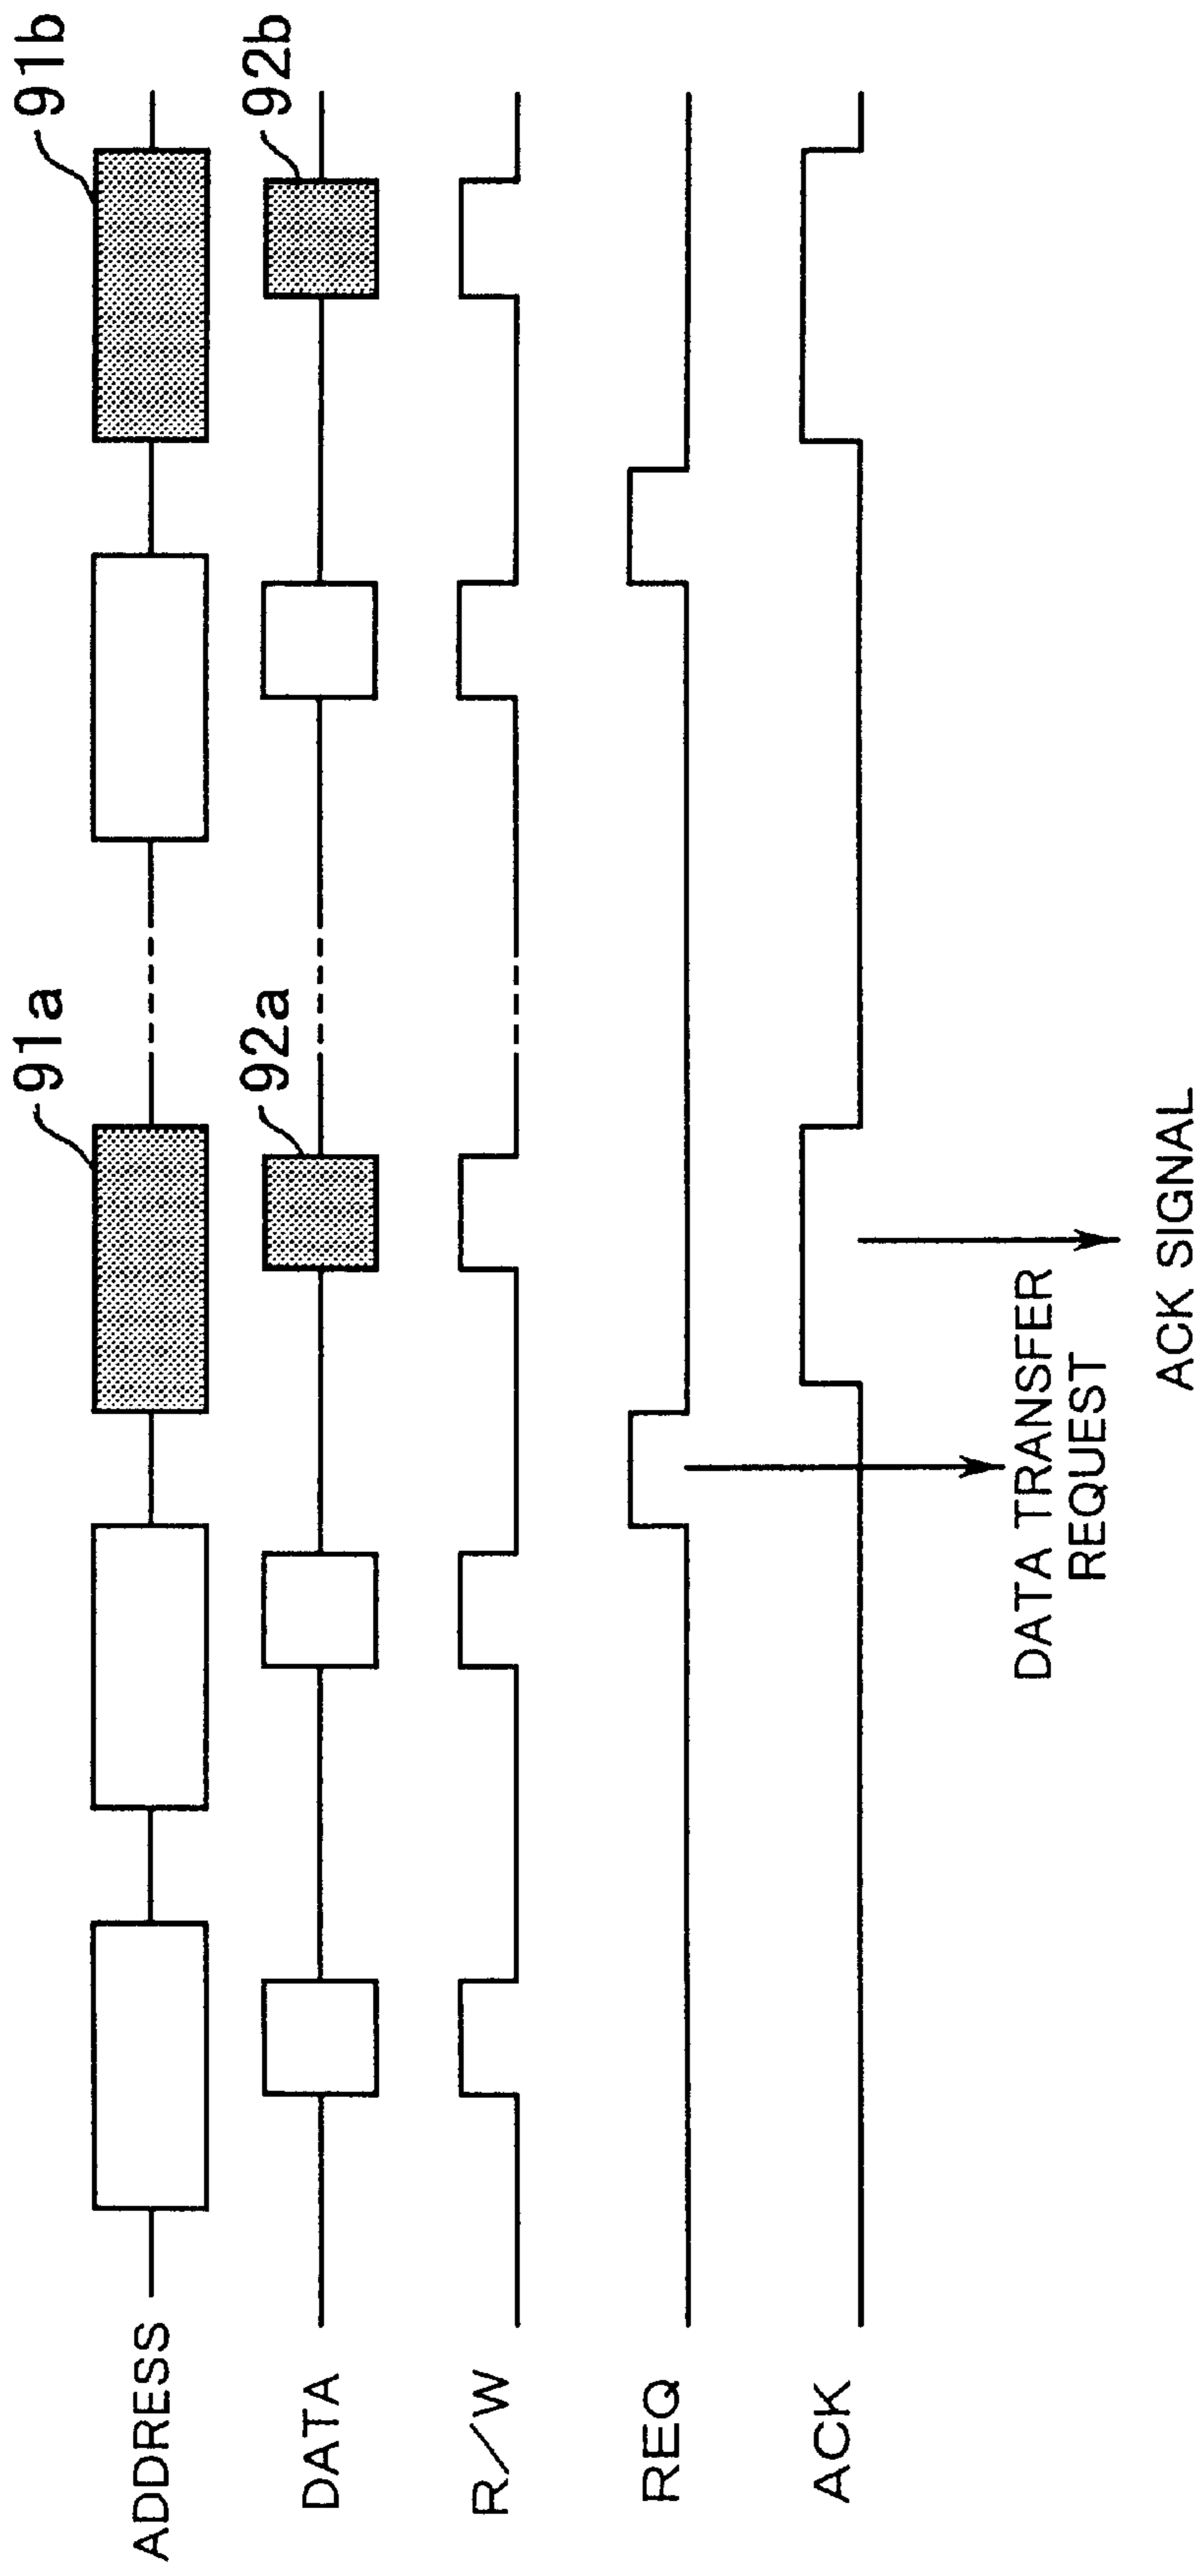 91a
91b
ADDRESS
92a
92b
DATA
R/W
REQ
ACK
DATA TRANSFER
REQUEST
ACK SIGNAL